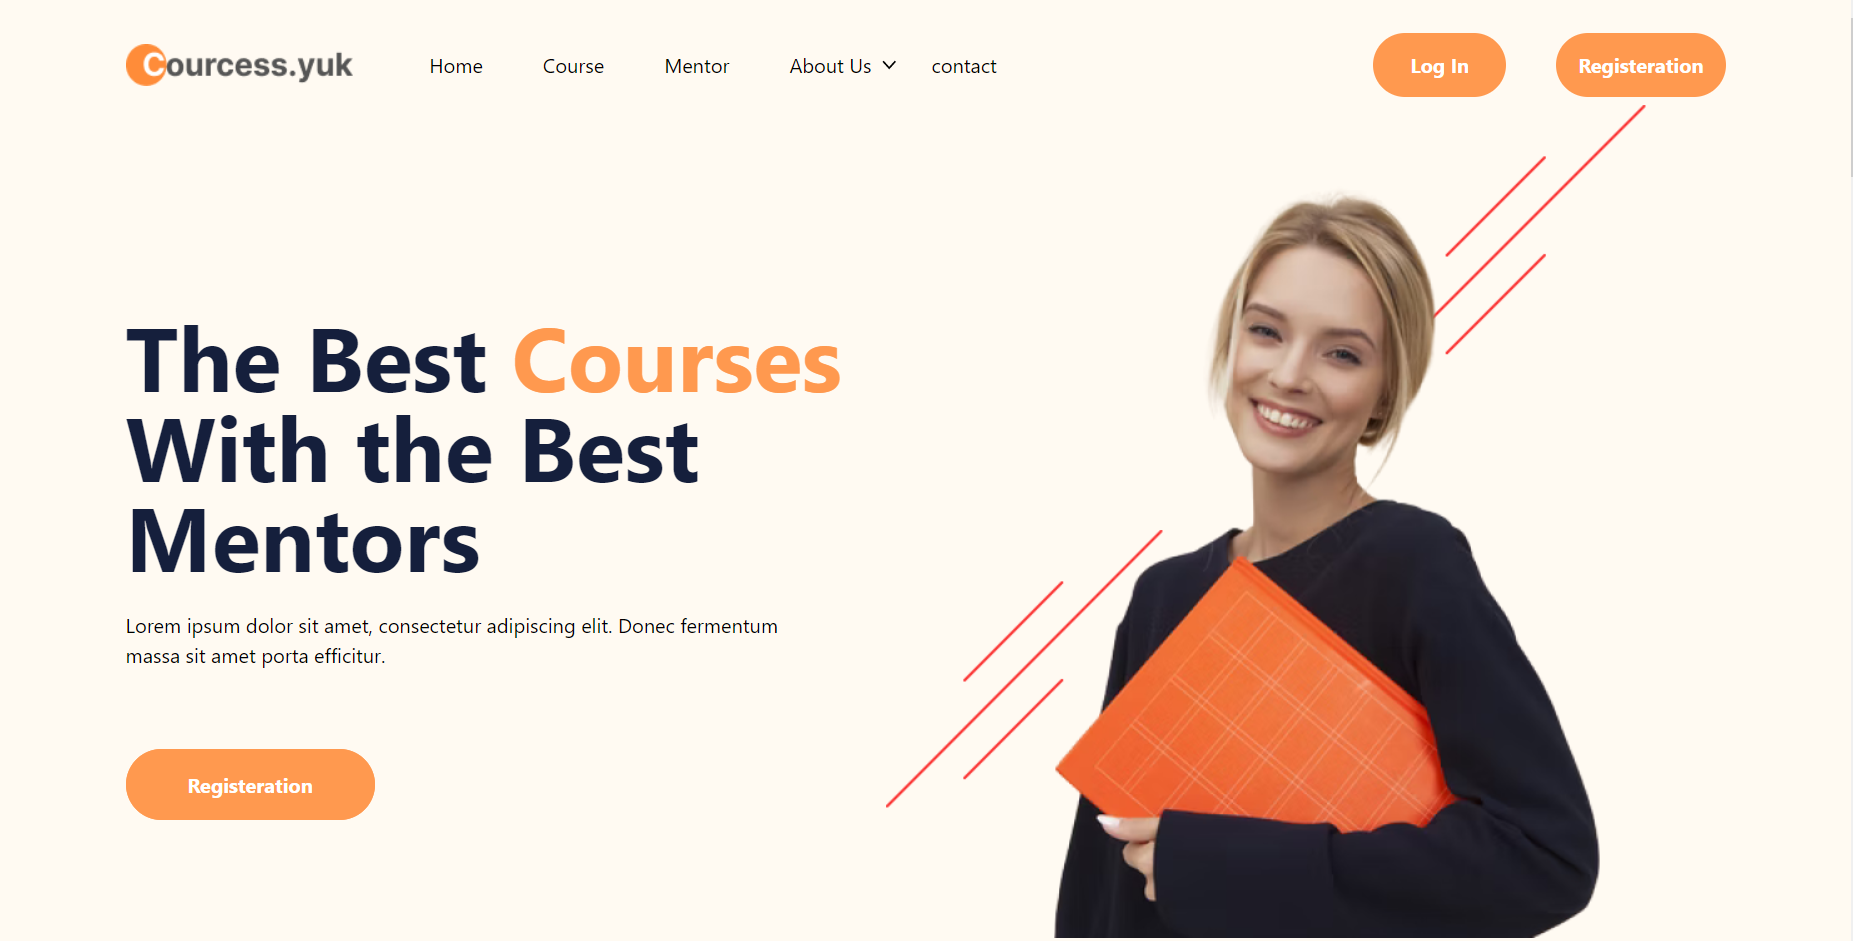 Courcess.yuk
Home Course Mentor About Us contact
Log In Registeration
The Best Courses
With the Best
Mentors
Lorem ipsum dolor sit amet, consectetur adipiscing elit. Donec fermentum
massa sit amet porta efficitur.
Registeration